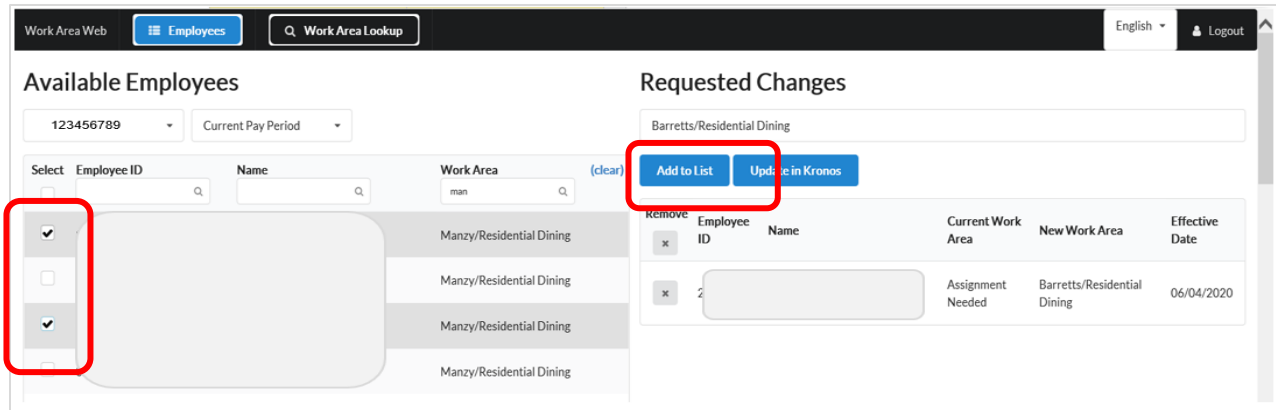 Work Area Web Employees Work Area Lookup English Logout
Available Employees
123456789 Current Pay Period
Select Employee ID Name Work Area (clear)
man
Manzy/Residential Dining
Manzy/Residential Dining
Manzy/Residential Dining
Manzy/Residential Dining
Requested Changes
Barretts/Residential Dining
Add to List Update in Kronos
Remove Employee ID Name Current Work Area New Work Area Effective Date
x
x 2 Assignment Needed Barretts/Residential Dining 06/04/2020